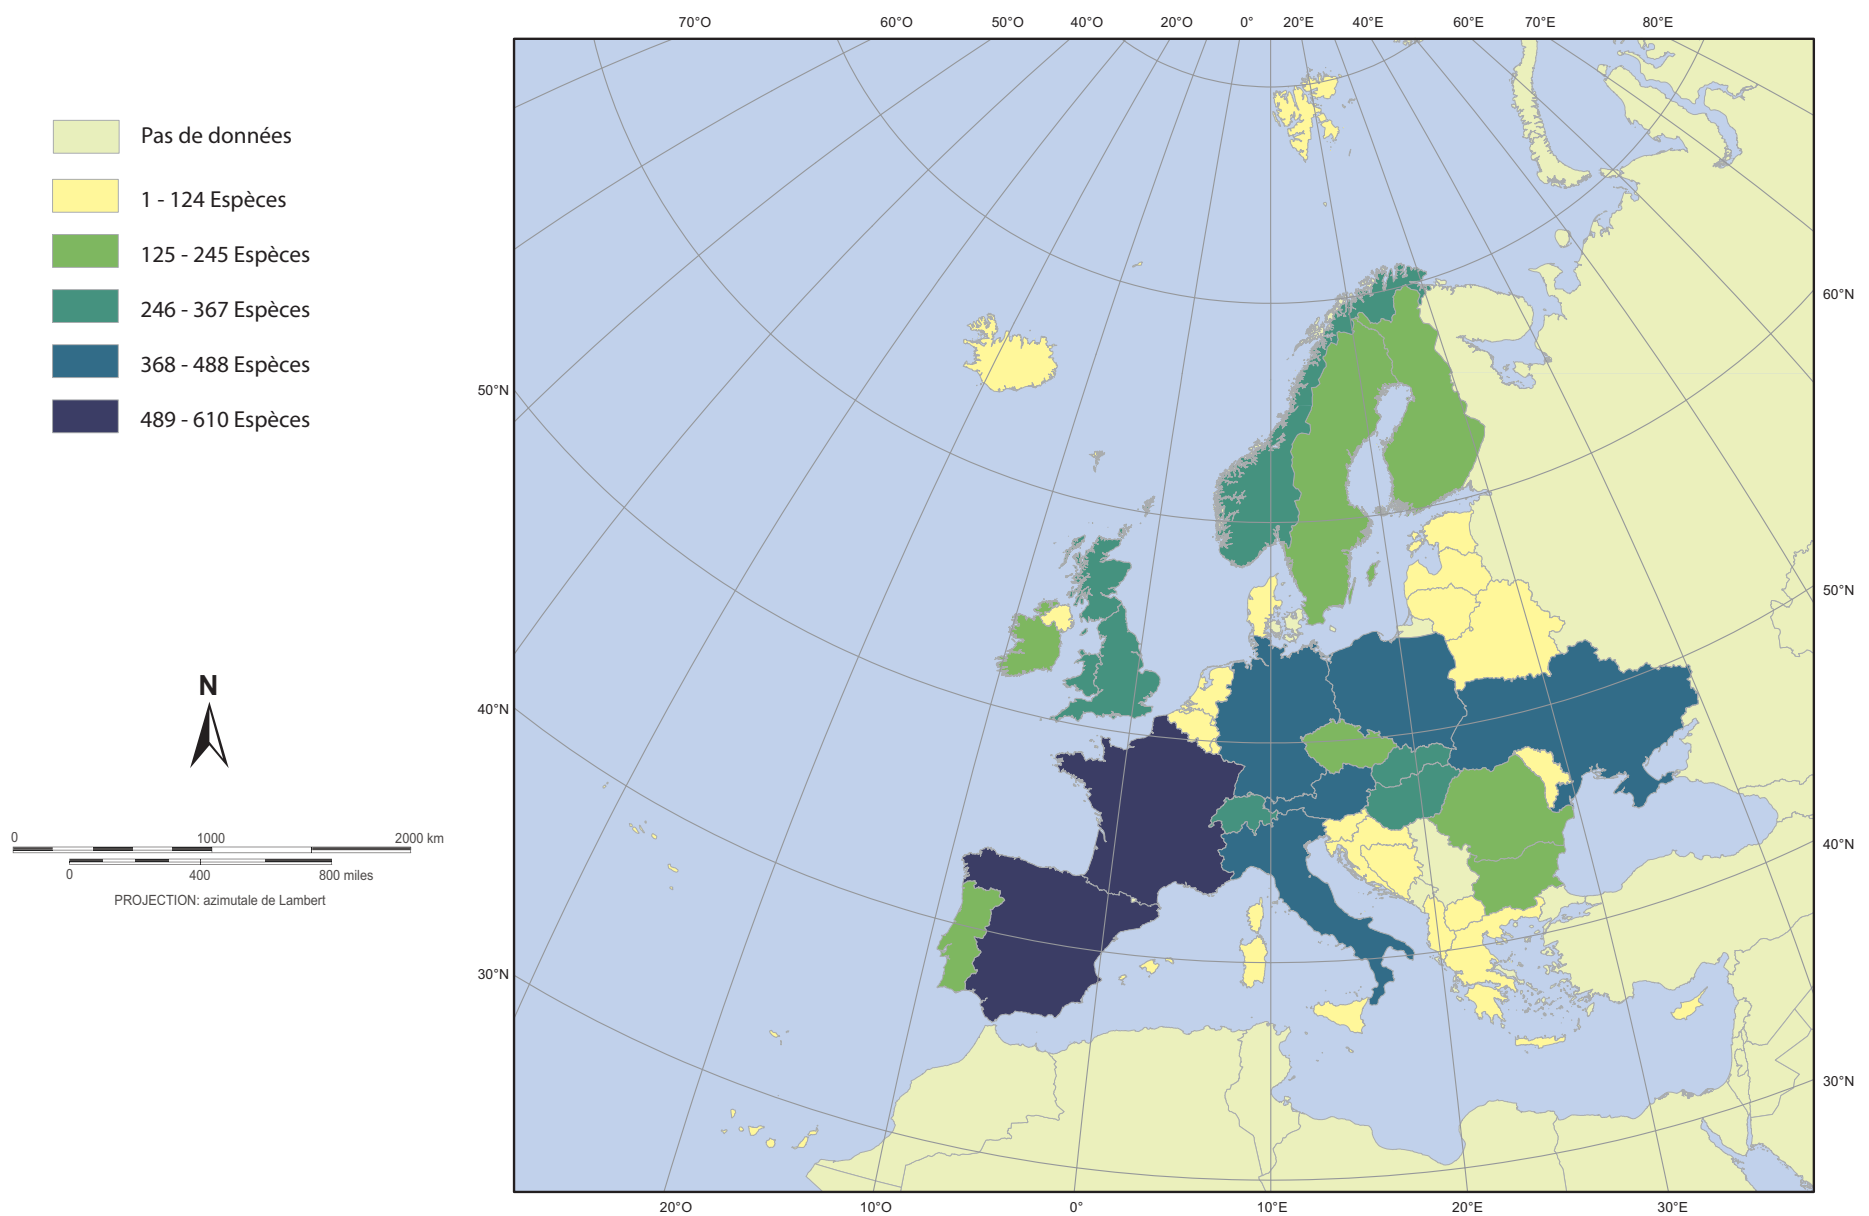 70°O 60°O 50°O 40°O 20°O 0° 20°E 40°E 60°E 70°E 80°E
Pas de données
1 - 124 Espèces
125 - 245 Espèces
246 - 367 Espèces
368 - 488 Espèces
489 - 610 Espèces
60°N
50°N
50°N
40°N
40°N
30°N
30°N
N
0 1000 2000 km
0 400 800 miles
PROJECTION: azimutale de Lambert
20°O 10°O 0° 10°E 20°E 30°E